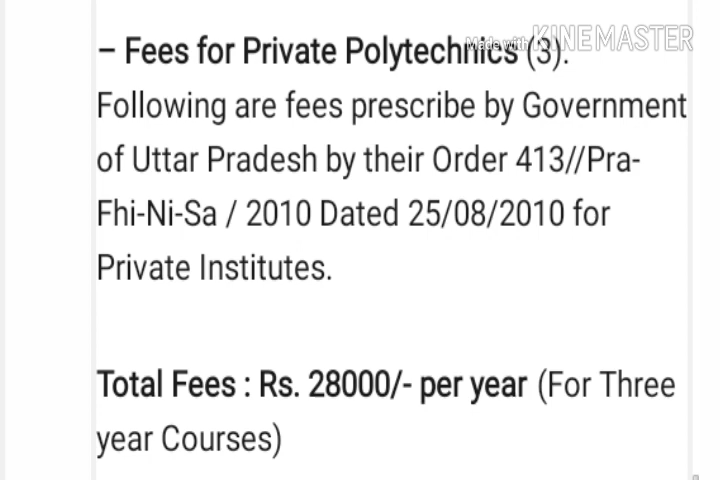 – Fees for Private Polytechnics (3).
Made with KINEMASTER
Following are fees prescribe by Government
of Uttar Pradesh by their Order 413//Pra-
Fhi-Ni-Sa / 2010 Dated 25/08/2010 for
Private Institutes.
Total Fees : Rs. 28000/- per year (For Three
year Courses)